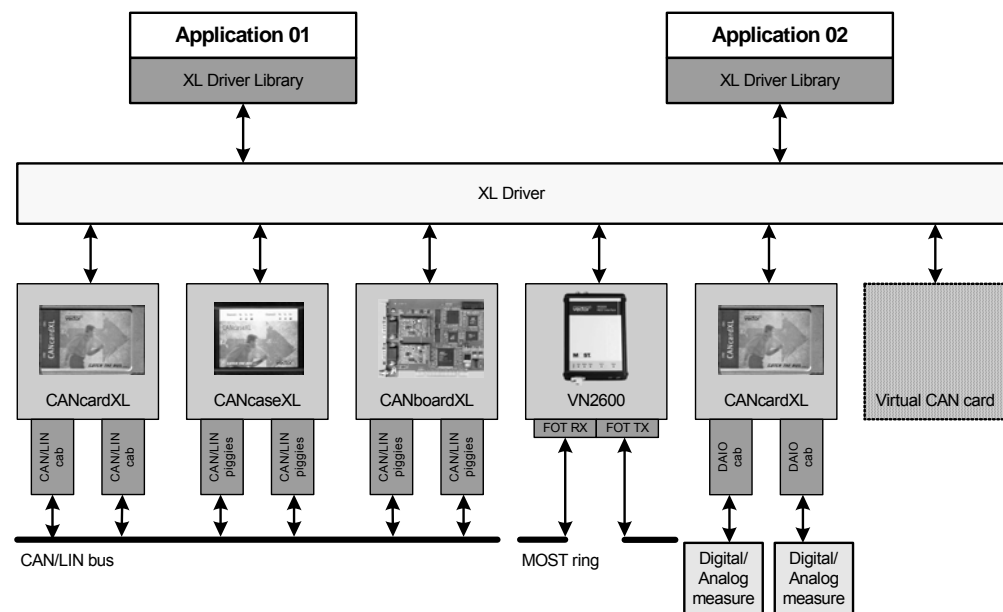 Application 01
Application 02
XL Driver Library
XL Driver Library
XL Driver
CANcardXL
CANcardXL
CANcardXL
CANcaseXL
CANboardXL
VN2600
CANcardXL
Virtual CAN card
FOT RX
FOT TX
CAN/LIN
cab
CAN/LIN
cab
CAN/LIN
piggies
CAN/LIN
piggies
CAN/LIN
piggies
CAN/LIN
piggies
DAIO
cab
DAIO
cab
CAN/LIN bus
MOST ring
Digital/
Analog
measure
Digital/
Analog
measure